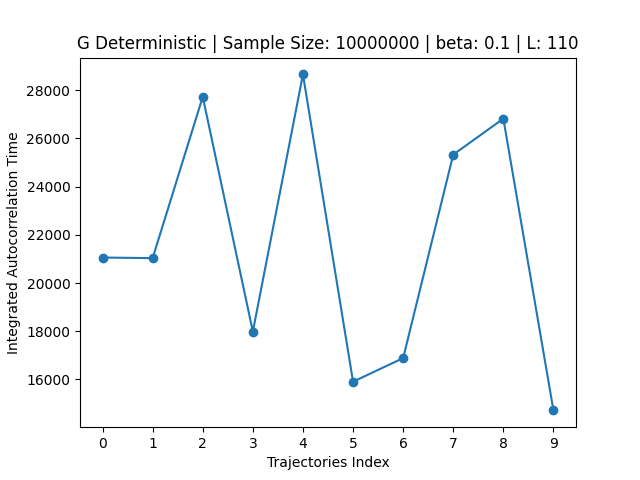 G Deterministic | Sample Size: 10000000 | beta: 0.1 | L: 110
Integrated Autocorrelation Time
28000
26000
24000
22000
20000
18000
16000
0 1 2 3 4 5 6 7 8 9
Trajectories Index